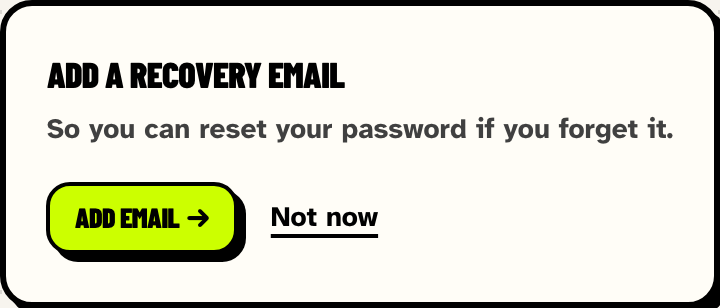 ADD A RECOVERY EMAIL
So you can reset your password if you forget it.
ADD EMAIL →
Not now